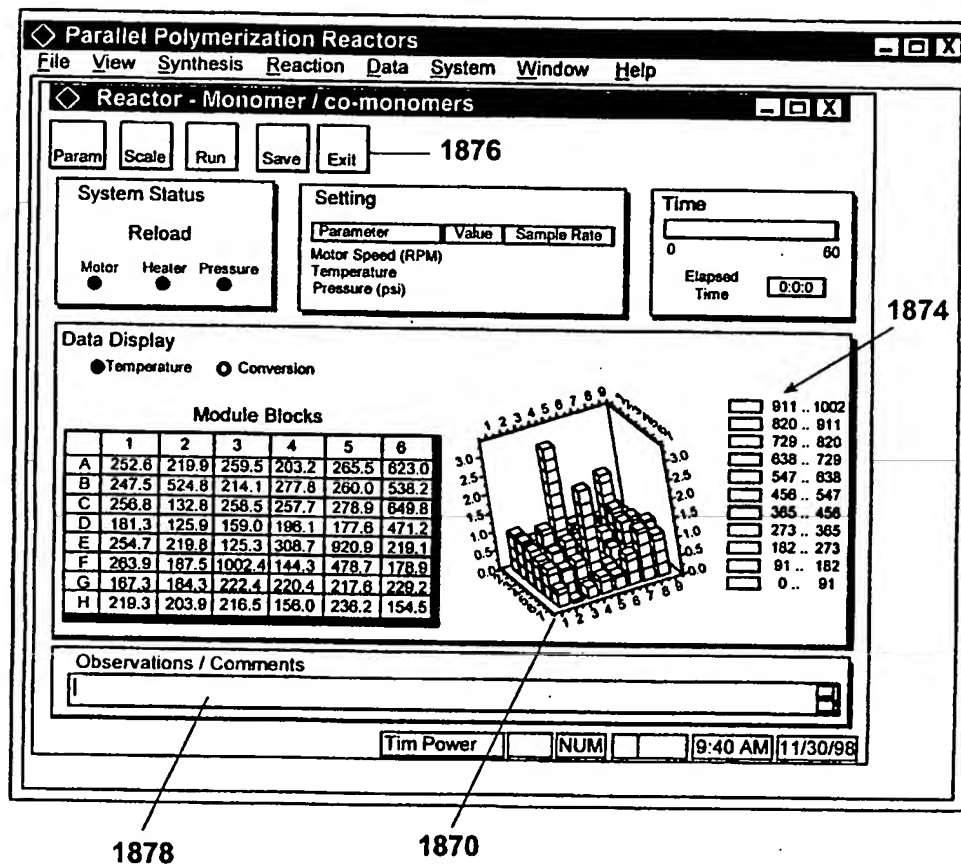 Parallel Polymerization Reactors
File View Synthesis Reaction Data System Window Help
Reactor - Monomer / co-monomers
Param Scale Run Save Exit 1876
System Status
Reload
Motor Heater Pressure
Setting
Parameter Value Sample Rate
Motor Speed (RPM)
Temperature
Pressure (psi)
Time
0 60
Elapsed
Time 0:0:0
1874
Data Display
Temperature Conversion
Module Blocks
1 2 3 4 5 6
A 252.6 219.9 259.5 203.2 265.5 623.0
B 247.5 524.8 214.1 277.8 260.0 538.2
C 256.8 132.8 258.5 257.7 278.9 649.8
D 181.3 125.9 159.0 196.1 177.6 471.2
E 254.7 219.8 125.3 308.7 920.9 219.1
F 263.9 187.5 1002.4 144.3 478.7 178.9
G 167.3 184.3 222.4 220.4 217.6 229.2
H 219.3 203.9 216.5 156.0 236.2 154.5
1 2 3 4 5 6 7 8 9
3.0 3.0
2.5 2.5
2.0 2.0
1.5 1.5
1.0 1.0
0.5 0.5
0.0 0.0
1 2 3 4 5 6 7 8 9
911 .. 1002
820 .. 911
729 .. 820
638 .. 729
547 .. 638
456 .. 547
365 .. 456
273 .. 365
182 .. 273
91 .. 182
0 .. 91
Observations / Comments
Tim Power NUM 9:40 AM 11/30/98
1878 1870